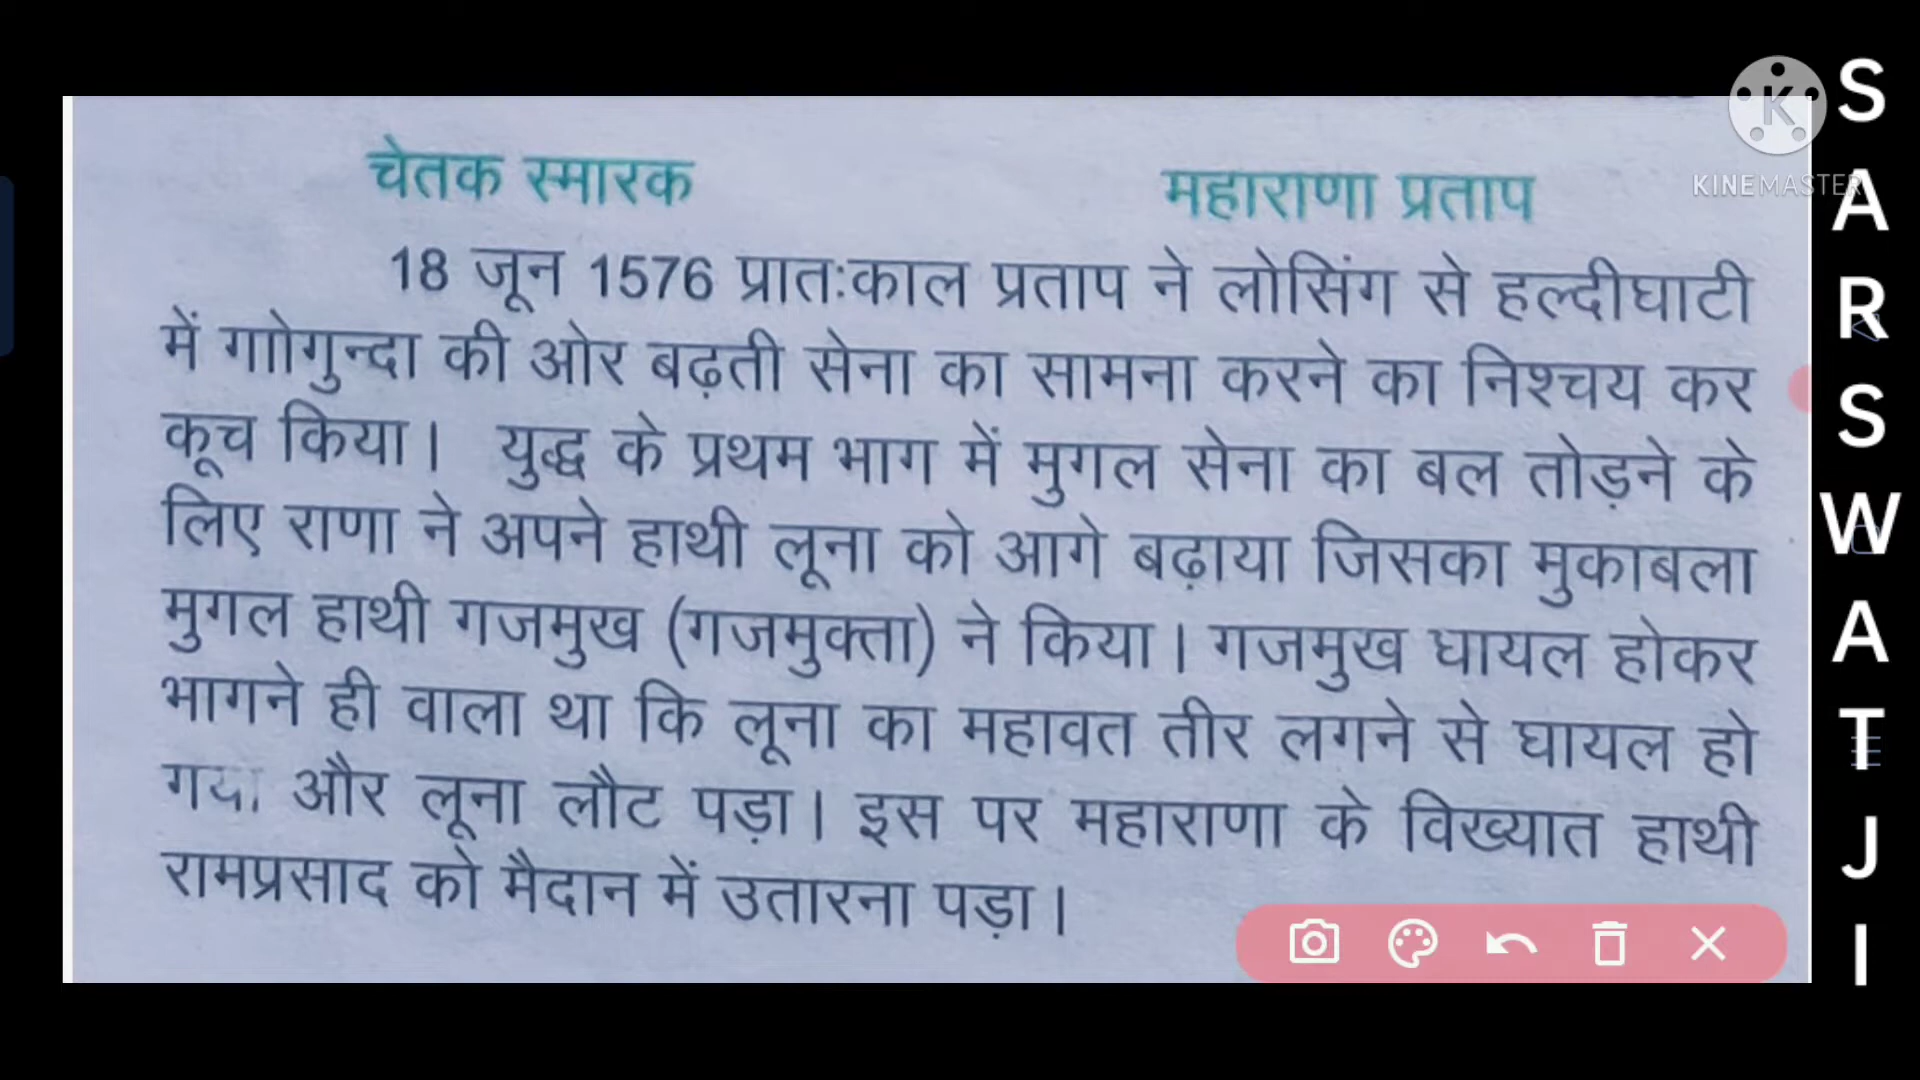 चेतक स्मारक
महाराणा प्रताप
18 जून 1576 प्रातःकाल प्रताप ने लोसिंग से हल्दीघाटी
में गाोगुन्दा की ओर बढ़ती सेना का सामना करने का निश्चय कर
कूच किया। युद्ध के प्रथम भाग में मुगल सेना का बल तोड़ने के
लिए राणा ने अपने हाथी लूना को आगे बढ़ाया जिसका मुकाबला
मुगल हाथी गजमुख (गजमुक्ता) ने किया। गजमुख घायल होकर
भागने ही वाला था कि लूना का महावत तीर लगने से घायल हो
गया और लूना लौट पड़ा। इस पर महाराणा के विख्यात हाथी
रामप्रसाद को मैदान में उतारना पड़ा।
K
KINEMASTER
SARSWATJI